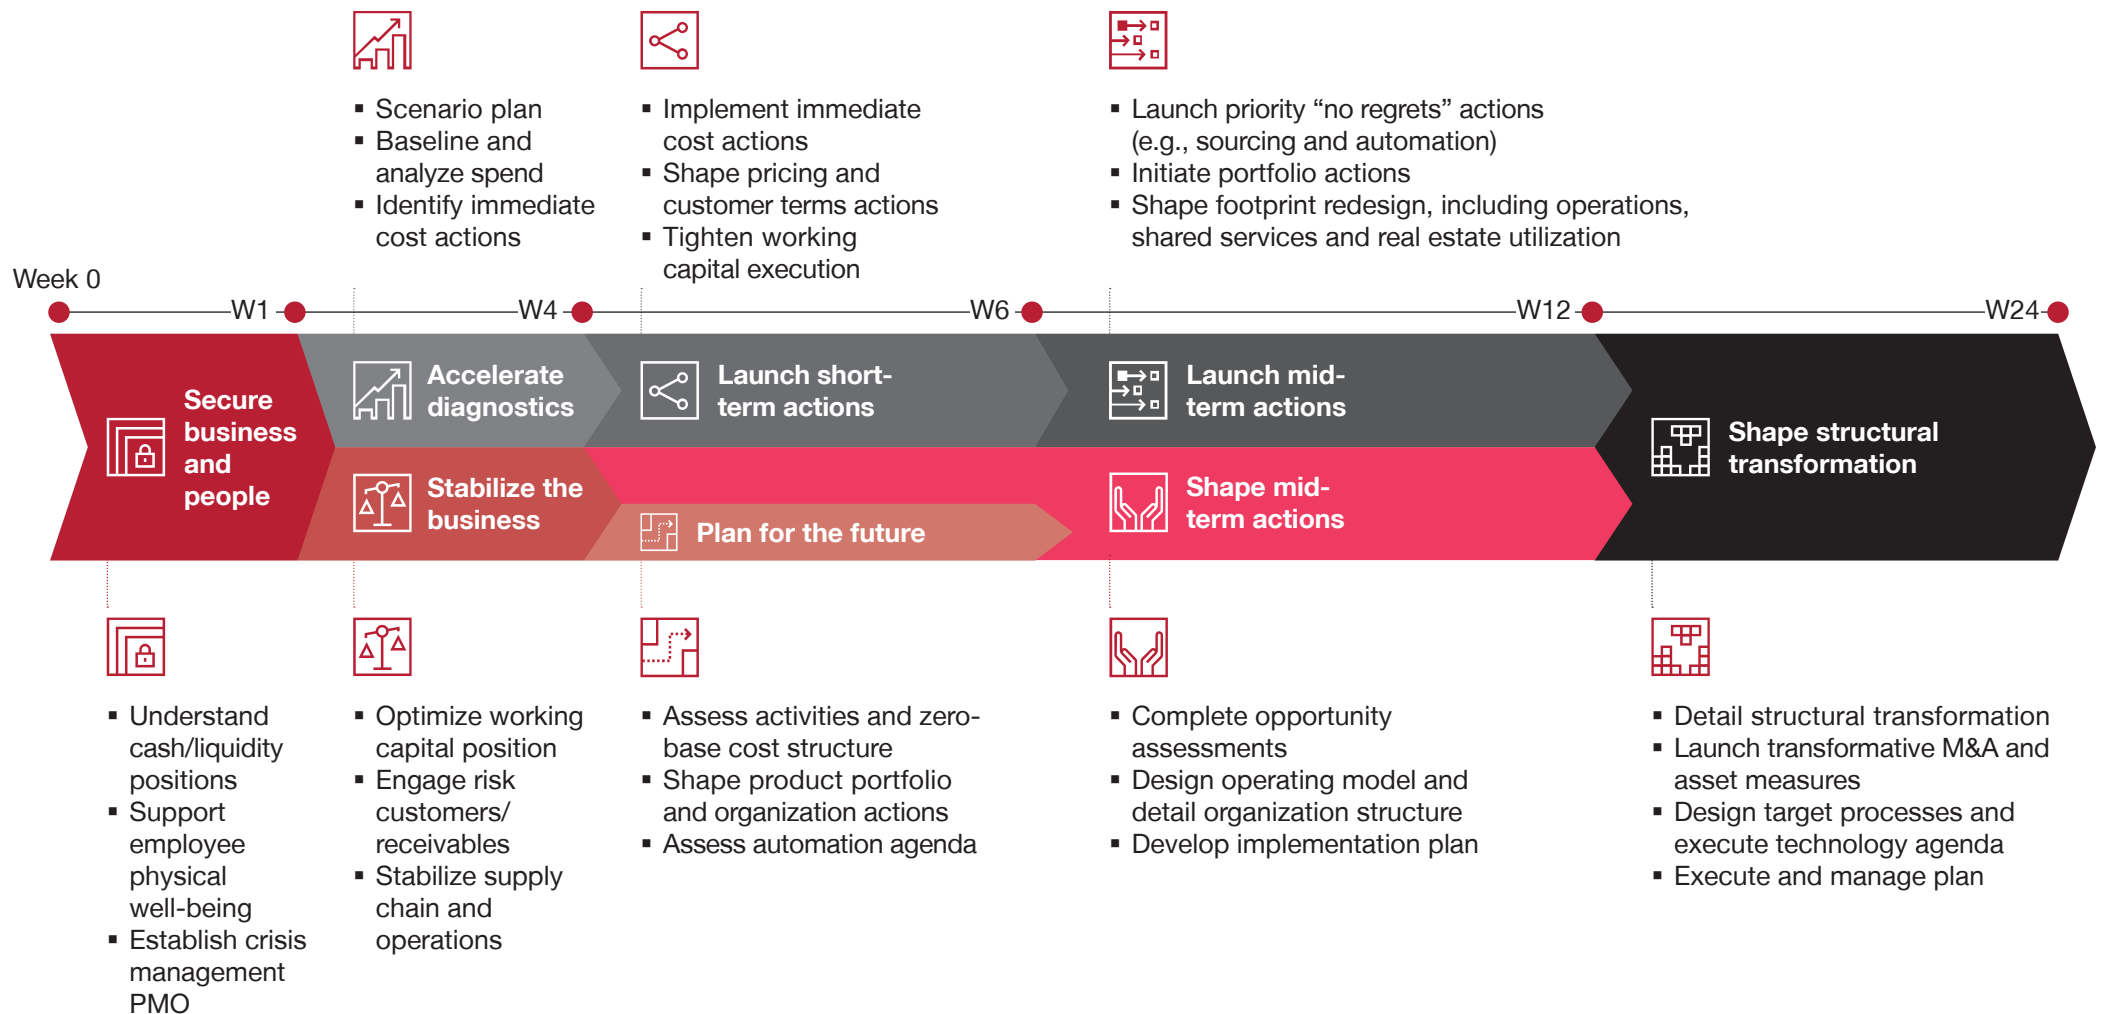 ▪ Scenario plan
▪ Baseline and
analyze spend
▪ Identify immediate
cost actions
▪ Implement immediate
cost actions
▪ Shape pricing and
customer terms actions
▪ Tighten working
capital execution
▪ Launch priority “no regrets” actions
(e.g., sourcing and automation)
▪ Initiate portfolio actions
▪ Shape footprint redesign, including operations,
shared services and real estate utilization
Week 0
W1
W4
W6
W12
W24
Secure
business
and
people
Accelerate
diagnostics
Stabilize the
business
Launch short-
term actions
Plan for the future
Launch mid-
term actions
Shape mid-
term actions
Shape structural
transformation
▪ Understand
cash/liquidity
positions
▪ Support
employee
physical
well-being
▪ Establish crisis
management
PMO
▪ Optimize working
capital position
▪ Engage risk
customers/
receivables
▪ Stabilize supply
chain and
operations
▪ Assess activities and zero-
base cost structure
▪ Shape product portfolio
and organization actions
▪ Assess automation agenda
▪ Complete opportunity
assessments
▪ Design operating model and
detail organization structure
▪ Develop implementation plan
▪ Detail structural transformation
▪ Launch transformative M&A and
asset measures
▪ Design target processes and
execute technology agenda
▪ Execute and manage plan